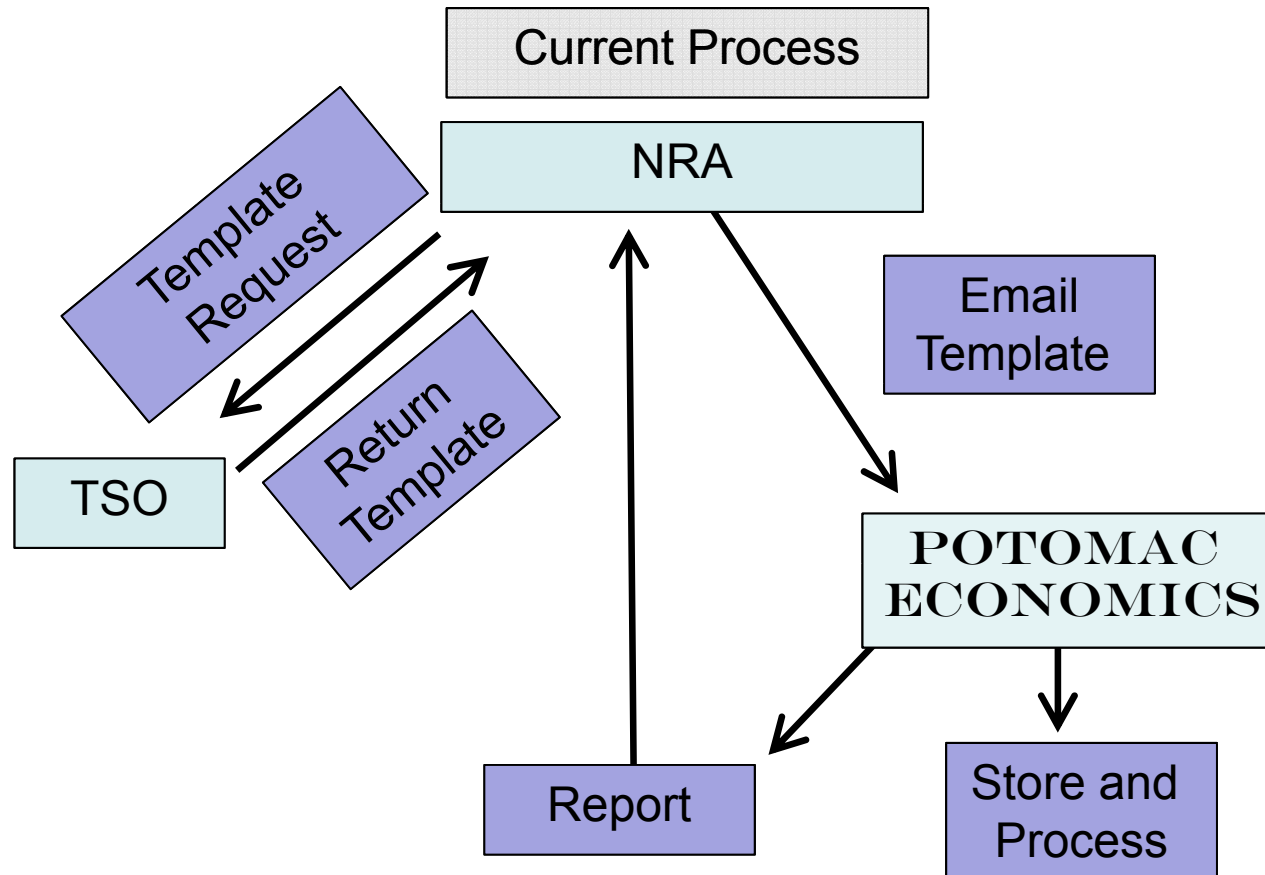 Current Process
NRA
Template
Request
Email
Template
Return
Template
TSO
POTOMAC
ECONOMICS
Report
Store and
Process